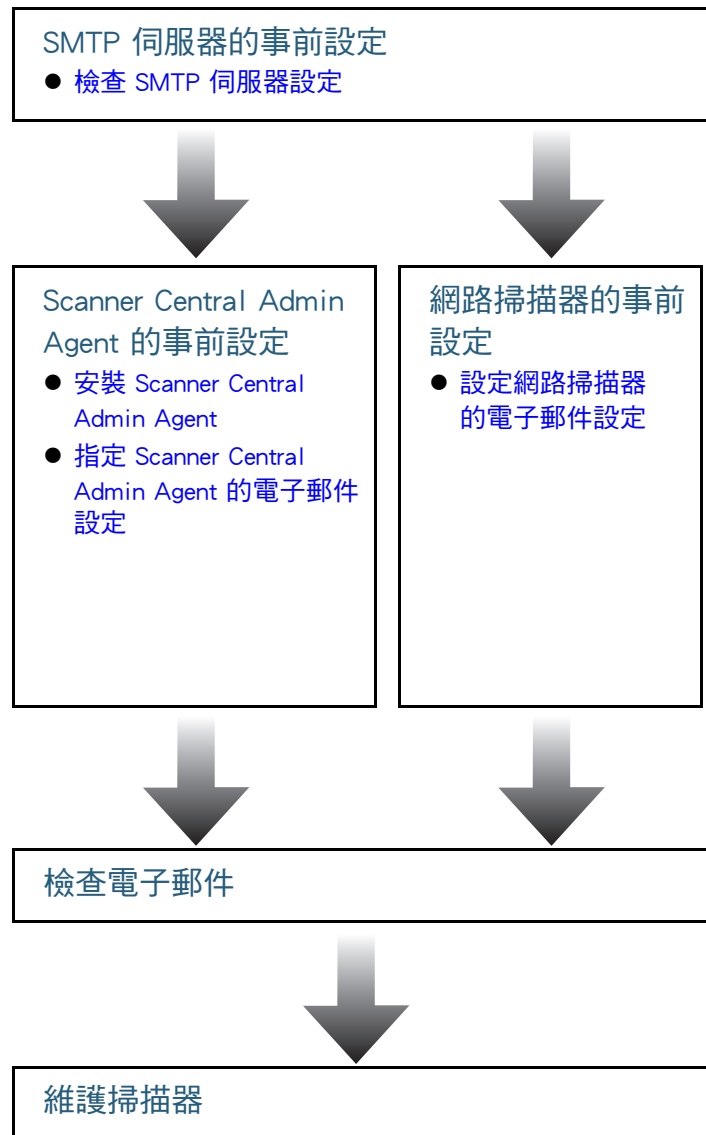 SMTP 伺服器的事前設定
● 檢查 SMTP 伺服器設定
Scanner Central Admin
Agent 的事前設定
● 安裝 Scanner Central
Admin Agent
● 指定 Scanner Central
Admin Agent 的電子郵件
設定
網路掃描器的事前
設定
● 設定網路掃描器
的電子郵件設定
檢查電子郵件
維護掃描器